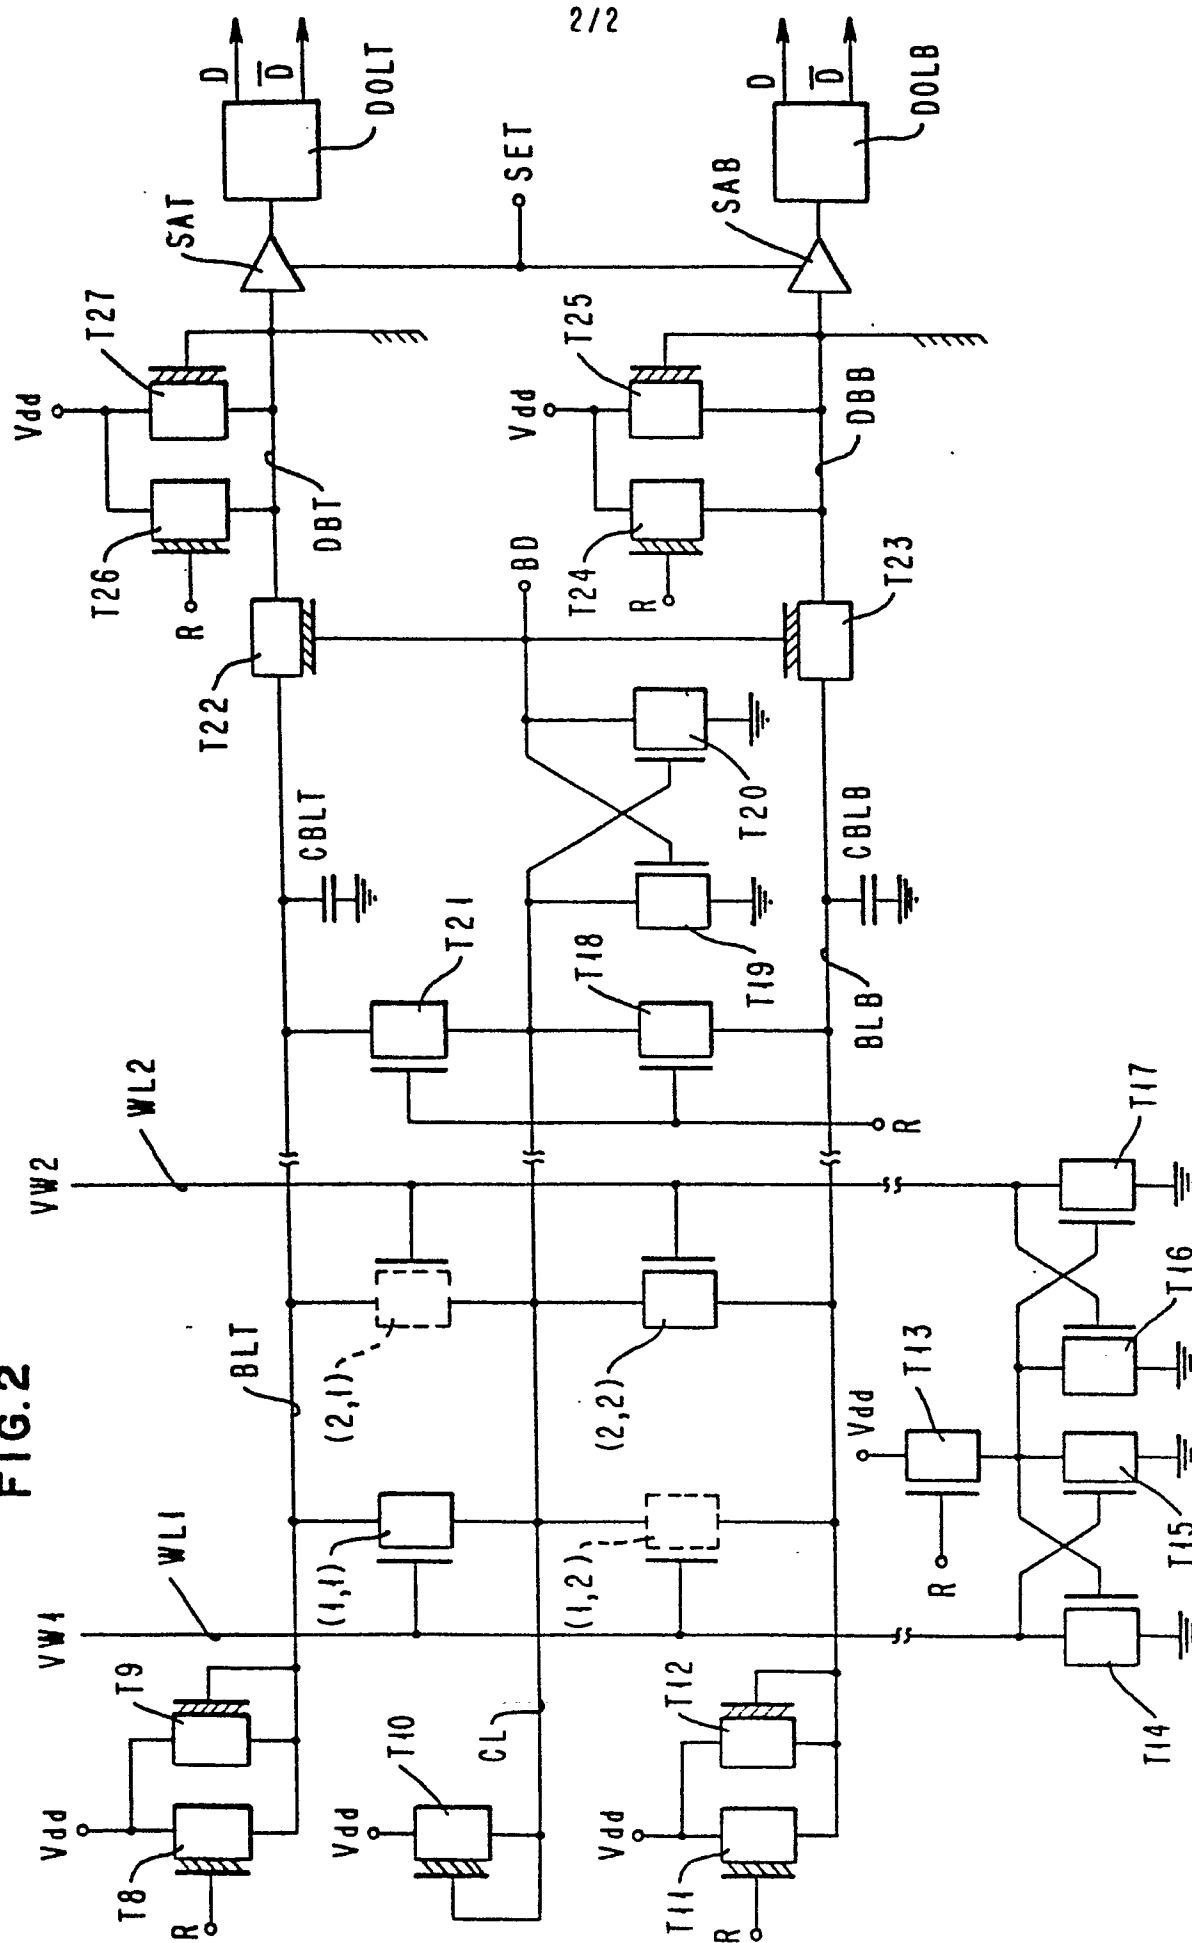 2/2
FIG. 2
D
D
DOLT
SAT
SET
D
D
DOLB
SAB
Vdd
T27
T26
R
DBT
T22
Vdd
T25
T24
R
DBB
T23
BD
CBLT
T21
T20
T19
T18
CBLB
BLB
R
VW2
WL2
BLT
(2,1)
(2,2)
VW1
WL1
(1,1)
(1,2)
Vdd
T9
T8
R
Vdd
T10
CL
Vdd
T12
T11
R
Vdd
T13
R
T17
T16
T15
T14